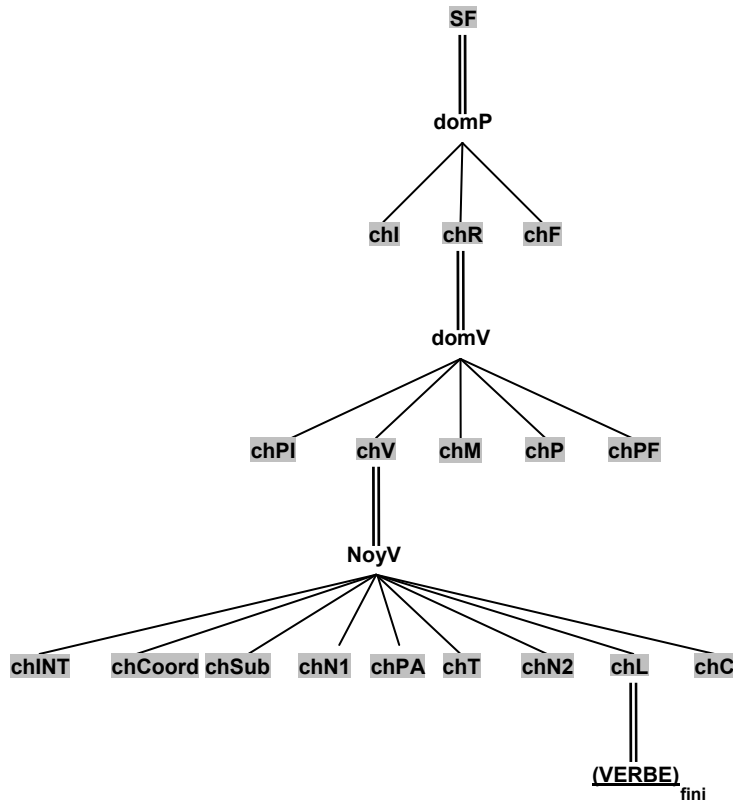 SF
domP
chI chR chF
domV
chPI chV chM chP chPF
NoyV
chINT chCoord chSub chN1 chPA chT chN2 chL chC
(VERBE)fini